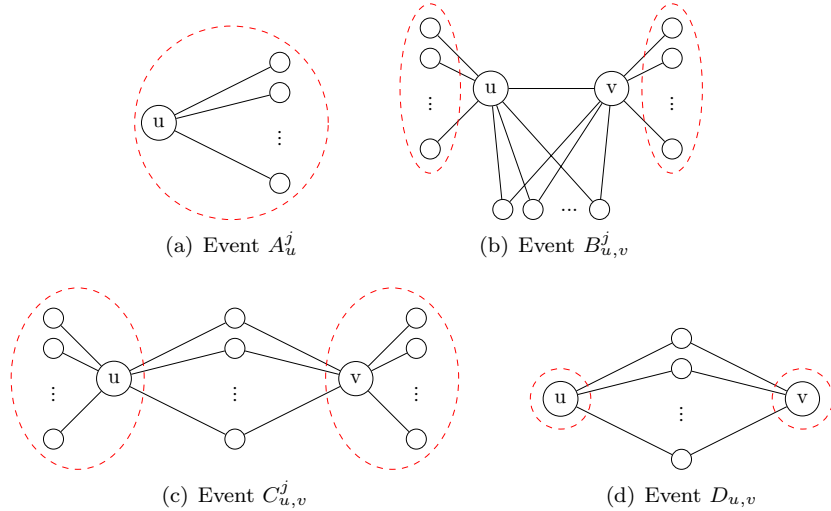 u
⋮
(a) Event $A_u^j$
⋮ u v ⋮
...
(b) Event $B_{u,v}^j$
⋮ u ⋮ v ⋮
(c) Event $C_{u,v}^j$
u ⋮ v
(d) Event $D_{u,v}$